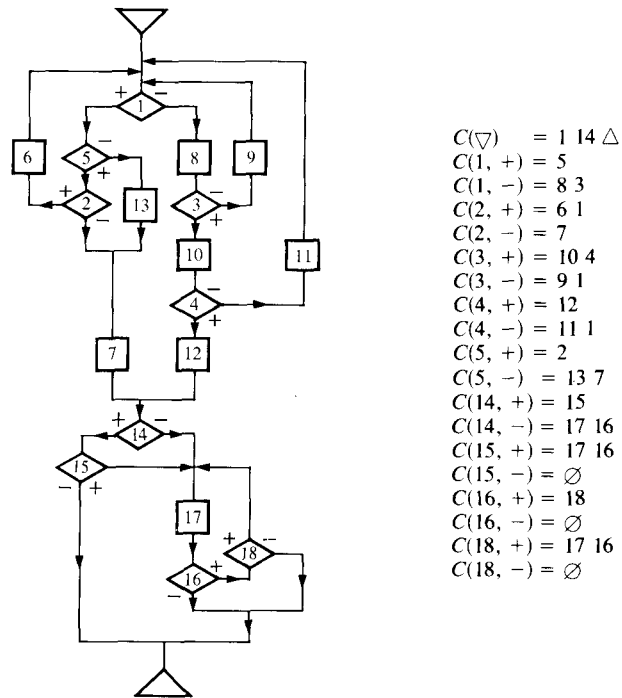 + 1 −
6 5 − + 8 9
+ 2 − 13 3 − +
10 11
4 − +
7 12
+ 14 −
15 − +
17 + 18 −
16 + −
C(▽) = 1 14 △
C(1, +) = 5
C(1, −) = 8 3
C(2, +) = 6 1
C(2, −) = 7
C(3, +) = 10 4
C(3, −) = 9 1
C(4, +) = 12
C(4, −) = 11 1
C(5, +) = 2
C(5, −) = 13 7
C(14, +) = 15
C(14, −) = 17 16
C(15, +) = 17 16
C(15, −) = ∅
C(16, +) = 18
C(16, −) = ∅
C(18, +) = 17 16
C(18, −) = ∅